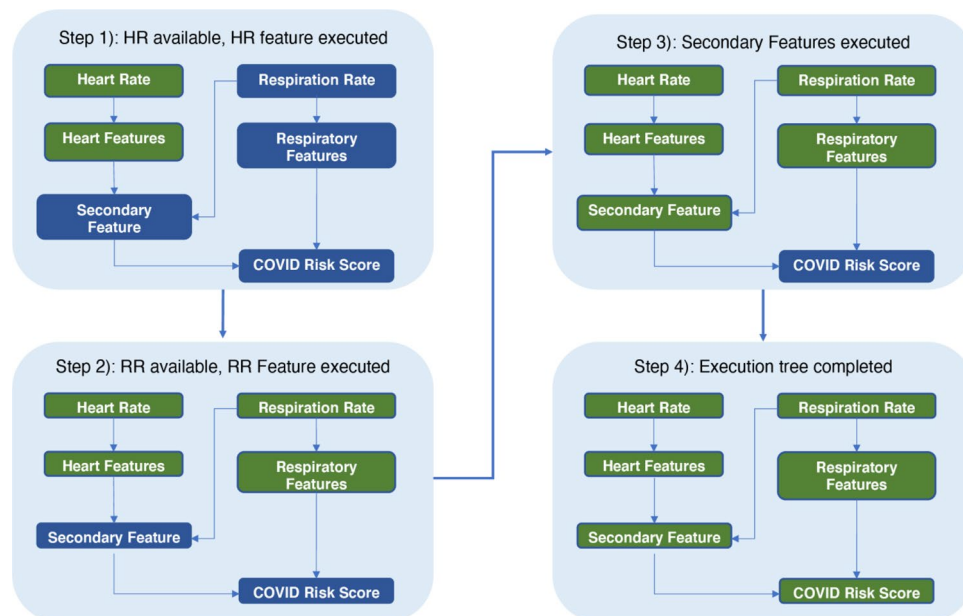 Step 1): HR available, HR feature executed
Heart Rate
Respiration Rate
Heart Features
Respiratory
Features
Secondary
Feature
COVID Risk Score
Step 2): RR available, RR Feature executed
Heart Rate
Respiration Rate
Heart Features
Respiratory
Features
Secondary Feature
COVID Risk Score
Step 3): Secondary Features executed
Heart Rate
Respiration Rate
Heart Features
Respiratory
Features
Secondary Feature
COVID Risk Score
Step 4): Execution tree completed
Heart Rate
Respiration Rate
Heart Features
Respiratory
Features
Secondary Feature
COVID Risk Score